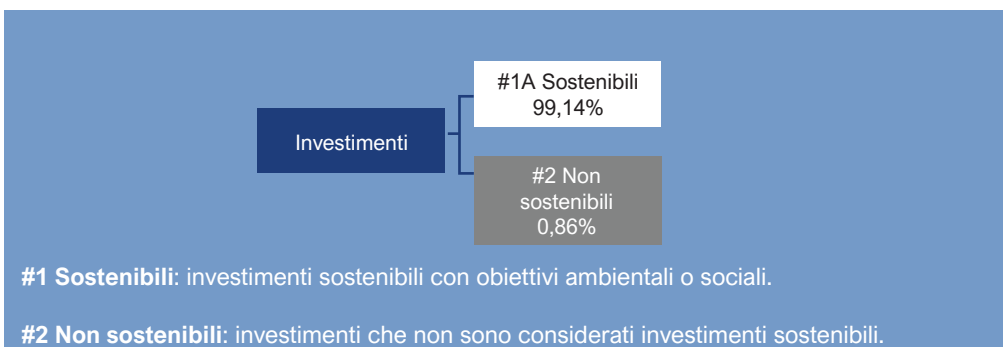 #1A Sostenibili
99,14%
Investimenti
#2 Non
sostenibili
0,86%
#1 Sostenibili: investimenti sostenibili con obiettivi ambientali o sociali.
#2 Non sostenibili: investimenti che non sono considerati investimenti sostenibili.